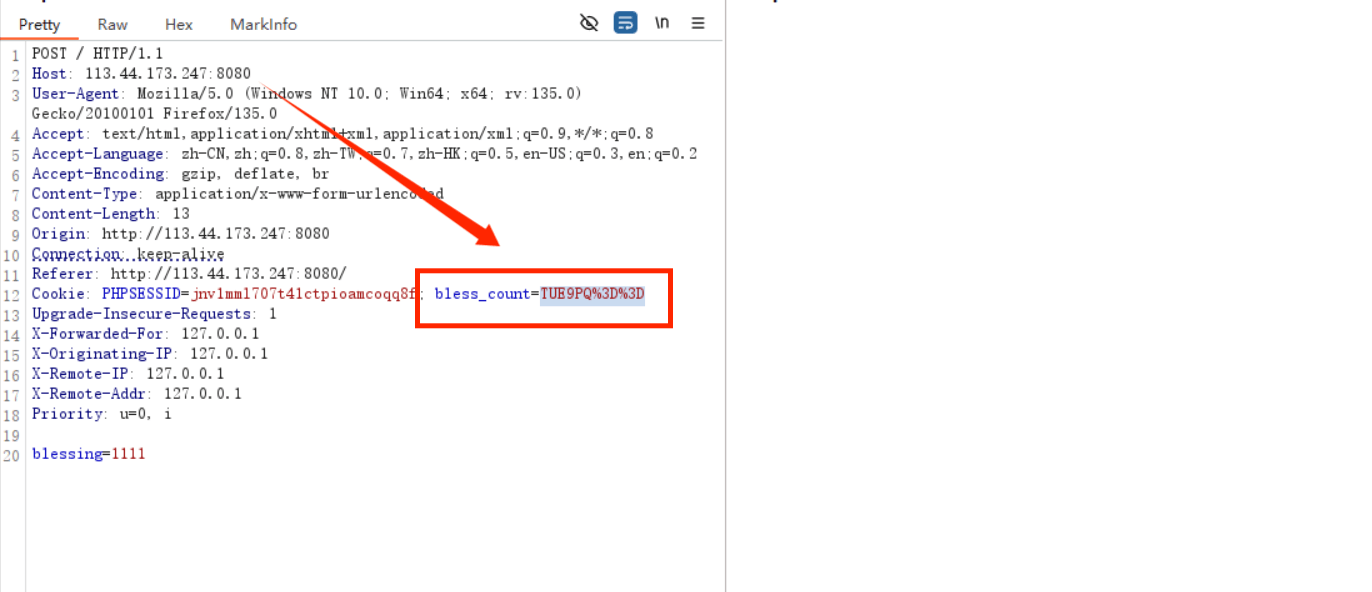 Pretty Raw Hex MarkInfo \n
1 POST / HTTP/1.1
2 Host: 113.44.173.247:8080
3 User-Agent: Mozilla/5.0 (Windows NT 10.0; Win64; x64; rv:135.0)
Gecko/20100101 Firefox/135.0
4 Accept: text/html,application/xhtml+xml,application/xml;q=0.9,*/*;q=0.8
5 Accept-Language: zh-CN,zh;q=0.8,zh-TW;q=0.7,zh-HK;q=0.5,en-US;q=0.3,en;q=0.2
6 Accept-Encoding: gzip, deflate, br
7 Content-Type: application/x-www-form-urlencoded
8 Content-Length: 13
9 Origin: http://113.44.173.247:8080
10 Connection: keep-alive
11 Referer: http://113.44.173.247:8080/
12 Cookie: PHPSESSID=jnv1mm1707t41ctpioamcoqq8f; bless_count=TUE9PQ%3D%3D
13 Upgrade-Insecure-Requests: 1
14 X-Forwarded-For: 127.0.0.1
15 X-Originating-IP: 127.0.0.1
16 X-Remote-IP: 127.0.0.1
17 X-Remote-Addr: 127.0.0.1
18 Priority: u=0, i
19
20 blessing=1111